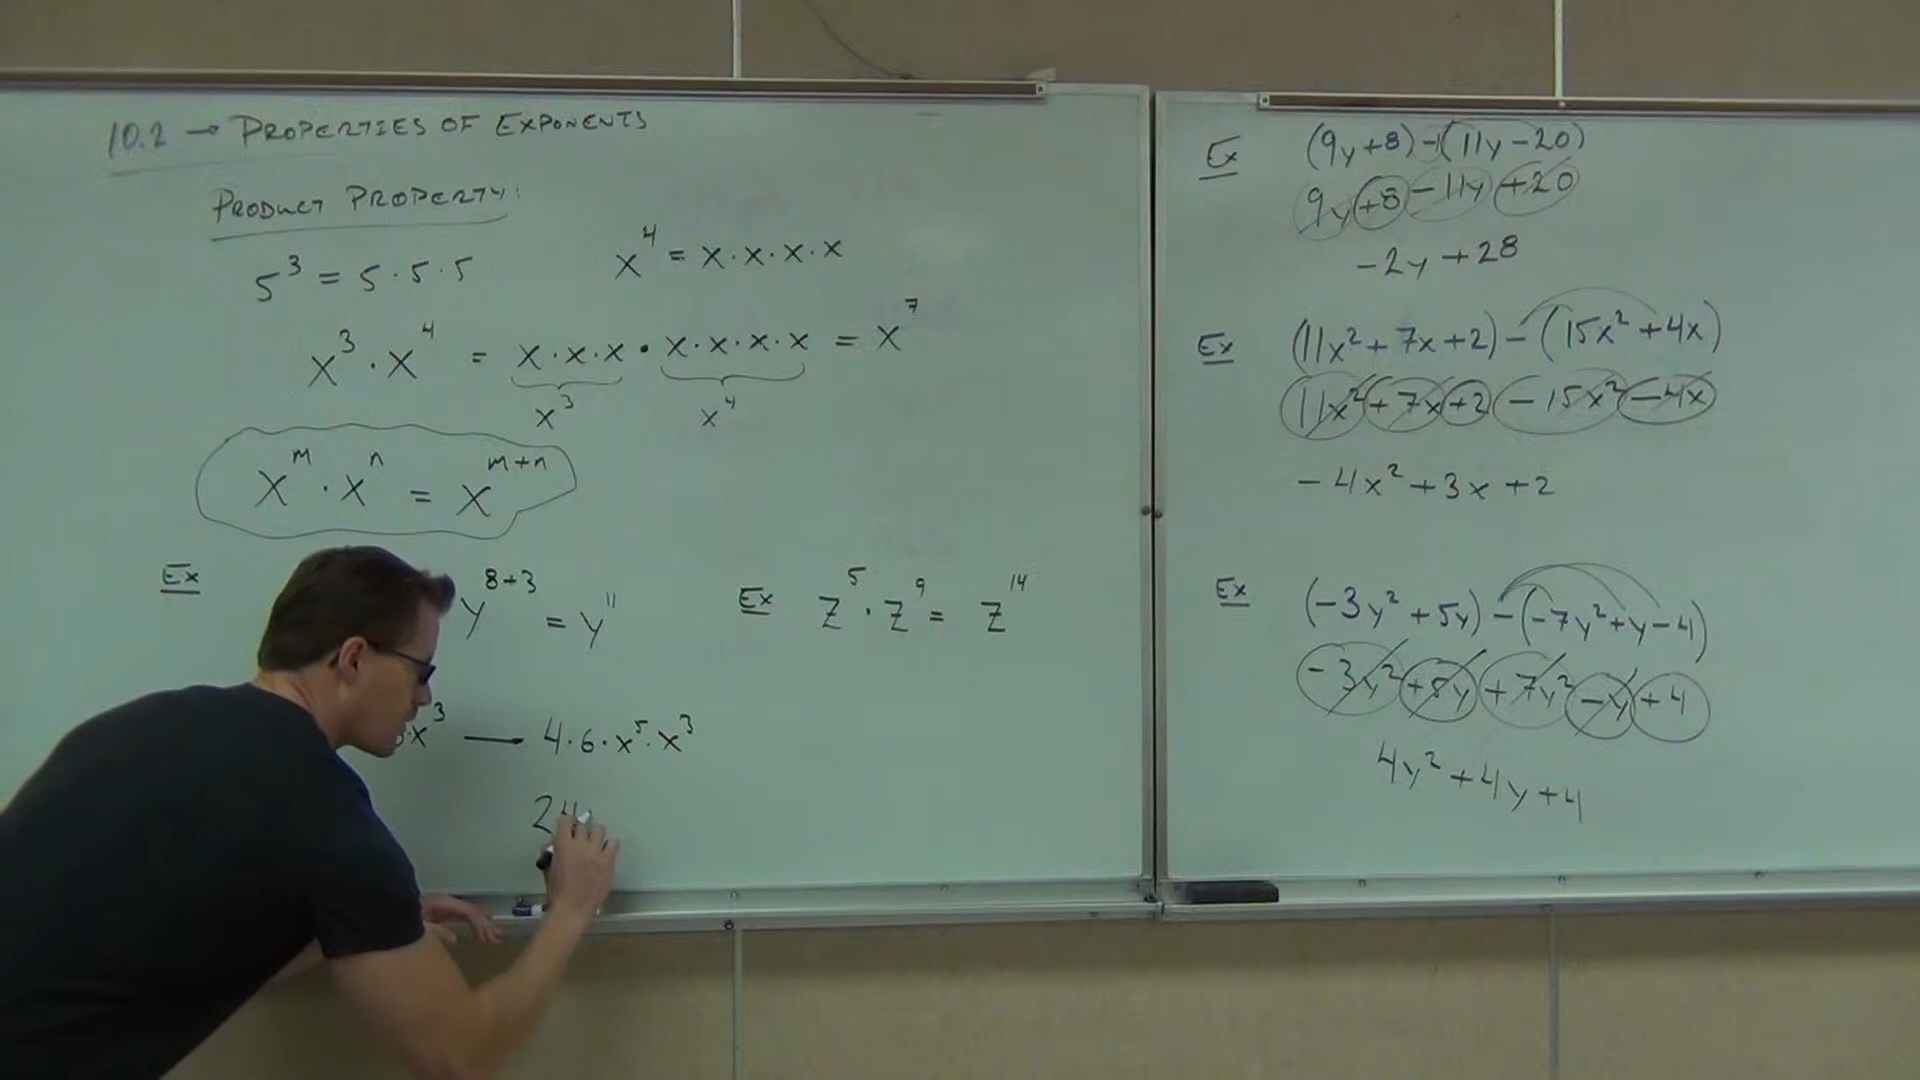 10.2 → PROPERTIES OF EXPONENTS
PRODUCT PROPERTY:
5³ = 5·5·5
x⁴ = x·x·x·x
x³·x⁴ = x·x·x · x·x·x·x = x⁷
x³ x⁴
xᵐ·xⁿ = xᵐ⁺ⁿ
Ex
y⁸⁺³ = y¹¹
Ex z⁵·z⁹ = z¹⁴
·x³ — 4·6·x⁵·x³
24
Ex (9y+8)-1(11y-20)
9y+8-11y+20
-2y+28
Ex (11x²+7x+2)-(15x²+4x)
11x²+7x+2-15x²-4x
-4x²+3x+2
Ex (-3y²+5y)-(-7y²+y-4)
-3y²+5y+7y²-y+4
4y²+4y+4